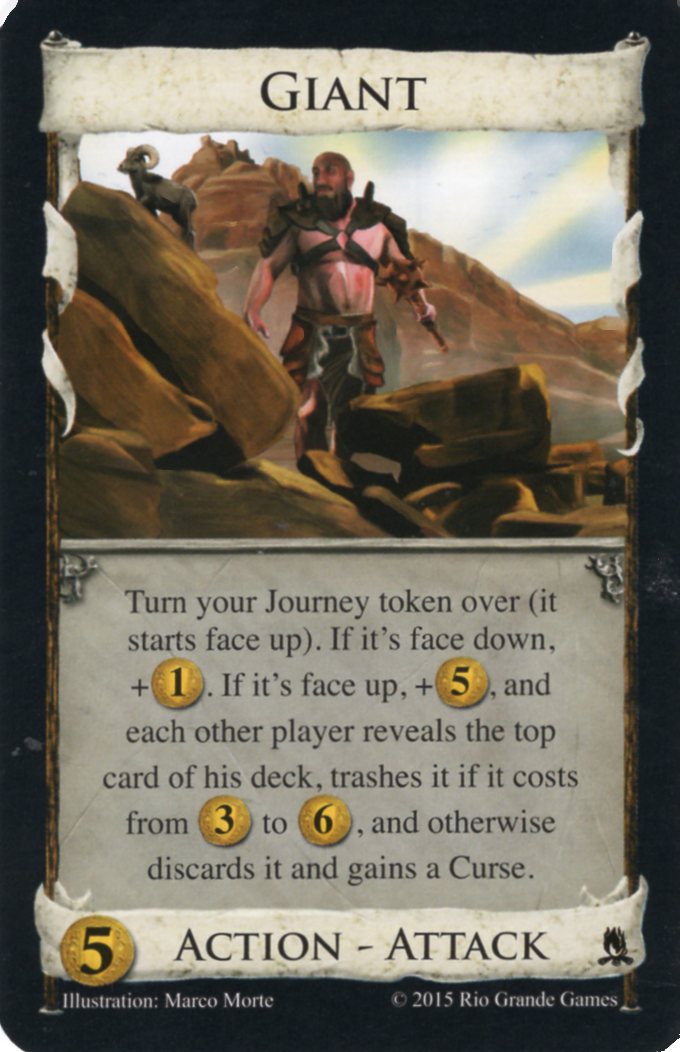 GIANT
Turn your Journey token over (it
starts face up). If it's face down,
+1. If it's face up, +5, and
each other player reveals the top
card of his deck, trashes it if it costs
from 3 to 6, and otherwise
discards it and gains a Curse.
5 ACTION - ATTACK
Illustration: Marco Morte © 2015 Rio Grande Games